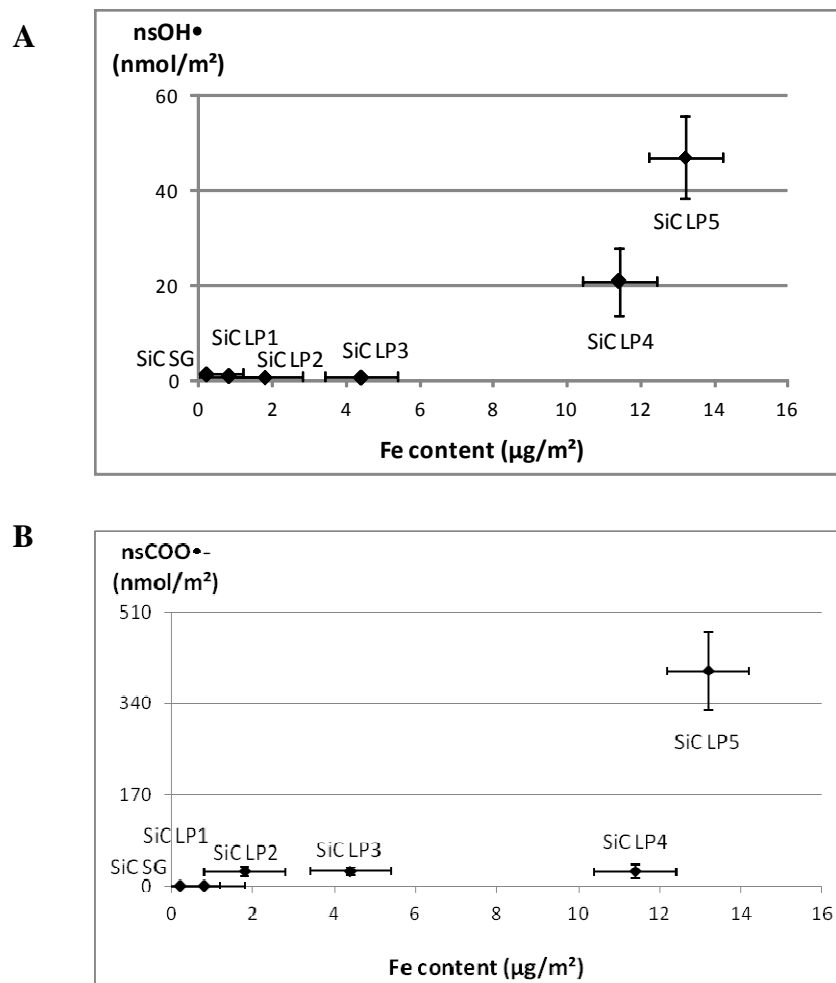 A
nsOH●
(nmol/m²)
60
40
20
0
SiC SG
SiC LP1
SiC LP2
SiC LP3
SiC LP4
SiC LP5
0 2 4 6 8 10 12 14 16
Fe content (µg/m²)
B
nsCOO●-
(nmol/m²)
510
340
170
0
SiC SG
SiC LP1
SiC LP2
SiC LP3
SiC LP4
SiC LP5
0 2 4 6 8 10 12 14 16
Fe content (µg/m²)